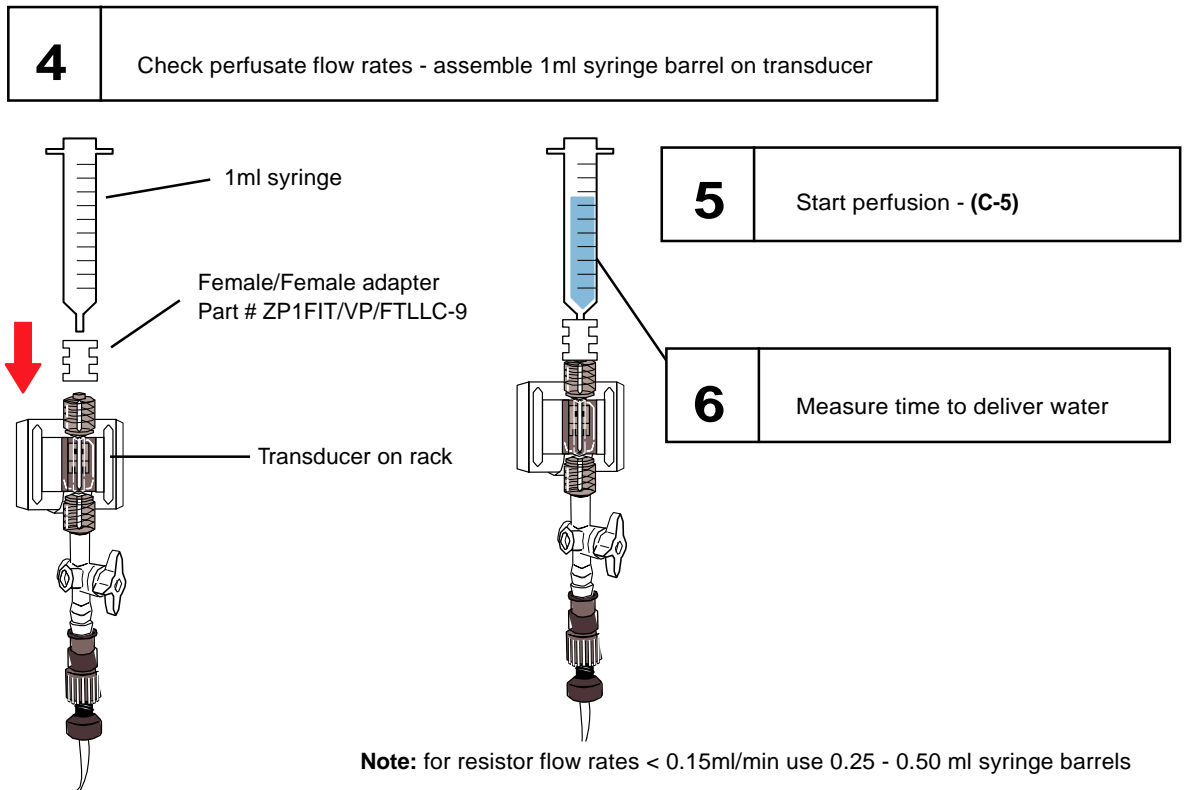 4
Check perfusate flow rates - assemble 1ml syringe barrel on transducer
1ml syringe
Female/Female adapter
Part # ZP1FIT/VP/FTLLC-9
Transducer on rack
5
Start perfusion - (C-5)
6
Measure time to deliver water
Note: for resistor flow rates < 0.15ml/min use 0.25 - 0.50 ml syringe barrels